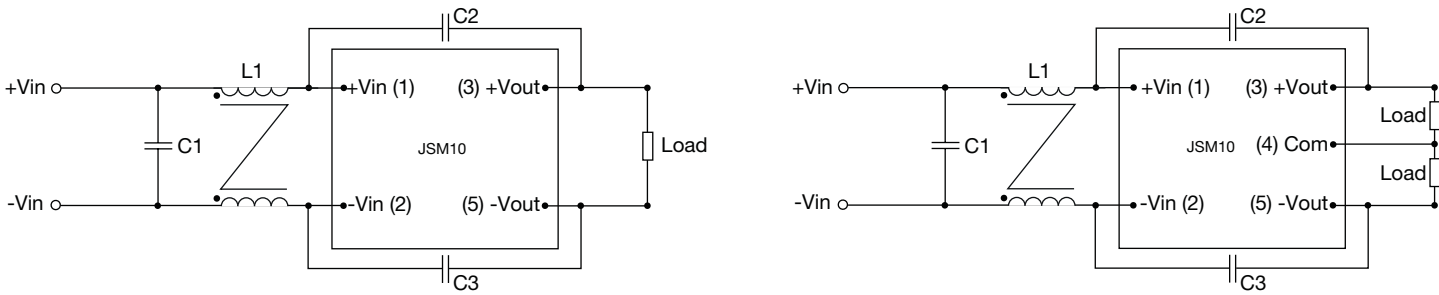 C2
L1
+Vin
+Vin (1)
(3) +Vout
C1
JSM10
Load
-Vin
-Vin (2)
(5) -Vout
C3
C2
L1
+Vin
+Vin (1)
(3) +Vout
Load
C1
JSM10
(4) Com
Load
-Vin
-Vin (2)
(5) -Vout
C3